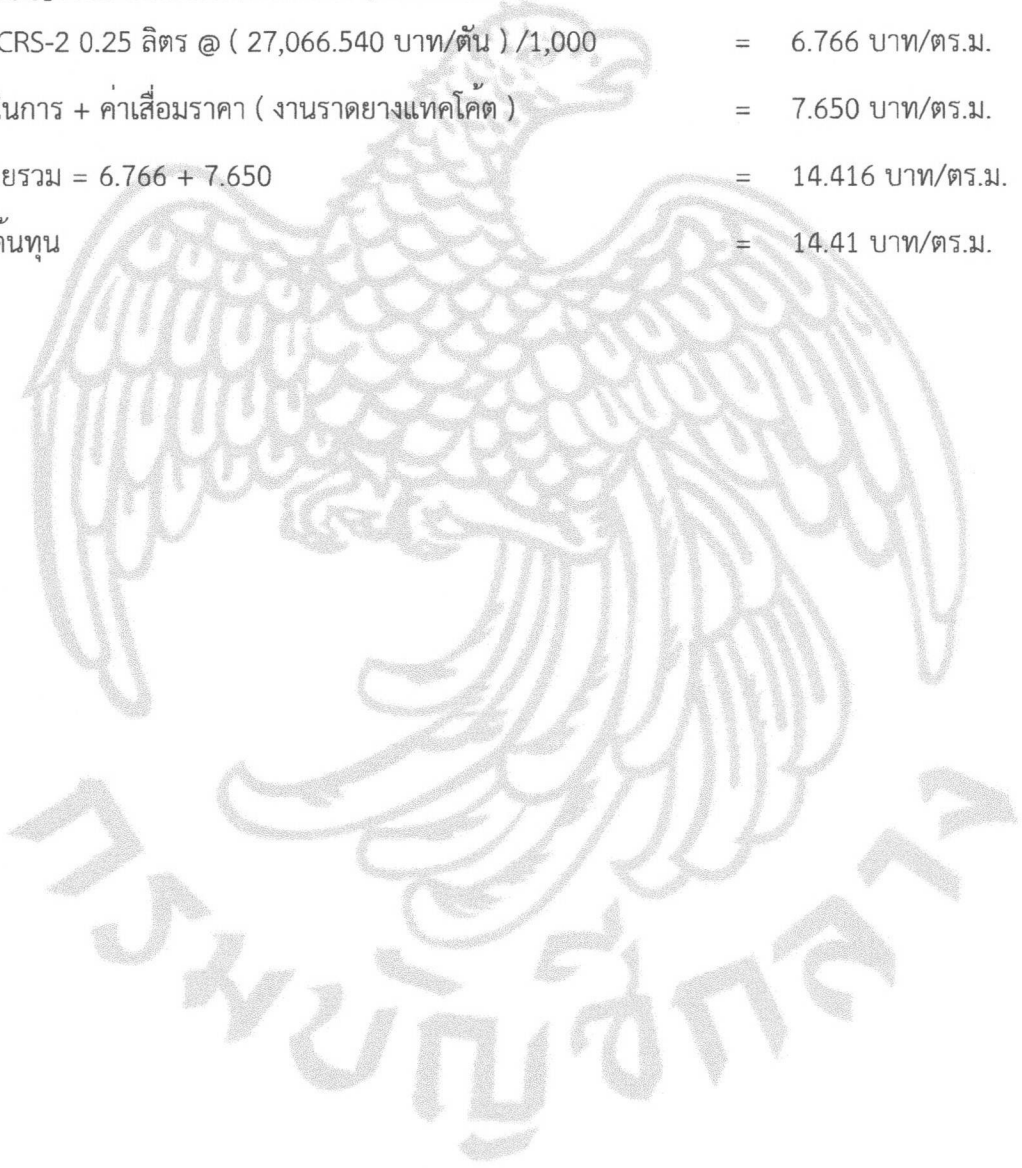 CRS-2 0.25 ลิตร @ ( 27,066.540 บาท/ตัน ) /1,000 = 6.766 บาท/ตร.ม.
นการ + ค่าเสื่อมราคา ( งานราดยางแทคโค้ต ) = 7.650 บาท/ตร.ม.
ยรวม = 6.766 + 7.650 = 14.416 บาท/ตร.ม.
้นทุน = 14.41 บาท/ตร.ม.
กรมบัญชีกลาง